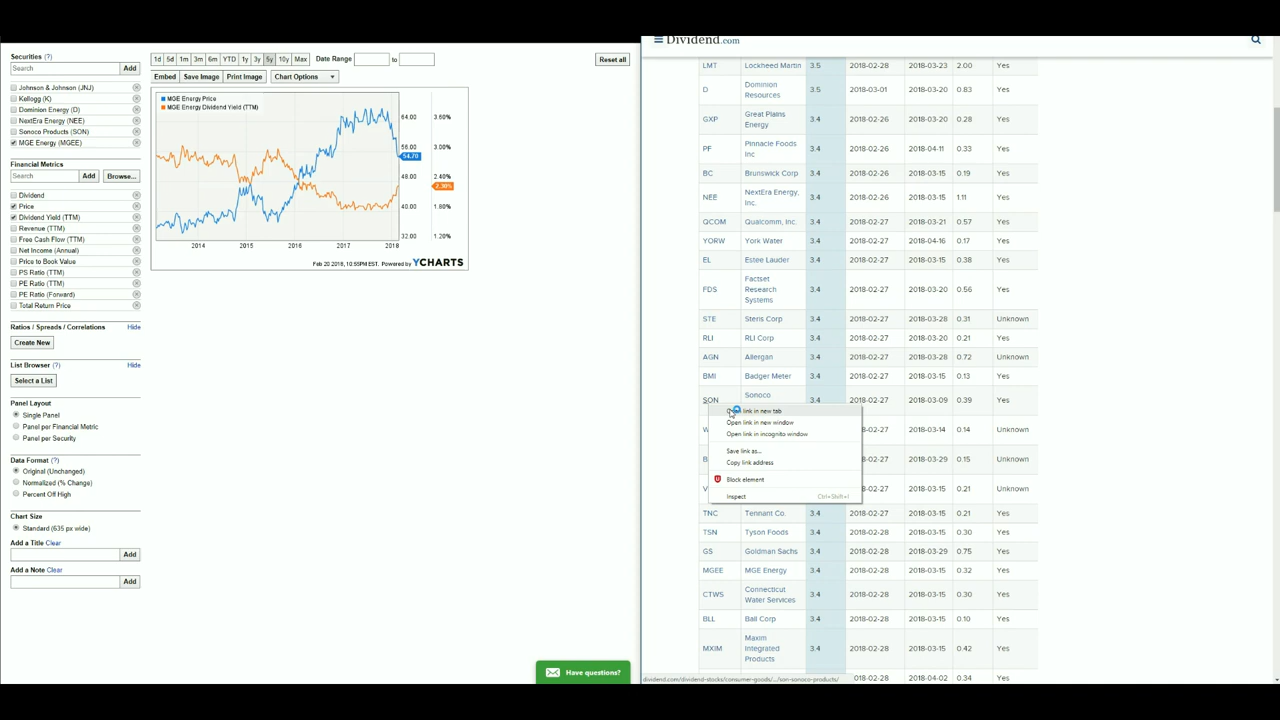 Securities (?)
Search Add
Johnson & Johnson (JNJ)
Kellogg (K)
Dominion Energy (D)
NextEra Energy (NEE)
Sonoco Products (SON)
MGE Energy (MGEE)
Financial Metrics
Search Add Browse...
Dividend
Price
Dividend Yield (TTM)
Revenue (TTM)
Free Cash Flow (TTM)
Net Income (Annual)
Price to Book Value
PS Ratio (TTM)
PE Ratio (TTM)
PE Ratio (Forward)
Total Return Price
Ratios / Spreads / Correlations Hide
Create New
List Browser (?) Hide
Select a List
Panel Layout
Single Panel
Panel per Financial Metric
Panel per Security
Data Format (?)
Original (Unchanged)
Normalized (% Change)
Percent Off High
Chart Size
Standard (635 px wide)
Add a Title Clear
Add
Add a Note Clear
Add
1d 5d 1m 3m 6m YTD 1y 3y 5y 10y Max Date Range to Reset all
Embed Save Image Print Image Chart Options
MGE Energy Price
MGE Energy Dividend Yield (TTM)
64.00 3.60%
56.00 3.00%
54.70
48.00 2.40%
2.30%
40.00 1.80%
32.00 1.20%
2014 2015 2016 2017 2018
Feb 20 2018, 10:55PM EST. Powered by YCHARTS
Have questions?
Dividend.com
LMT Lockheed Martin 3.5 2018-02-28 2018-03-23 2.00 Yes
D Dominion Resources 3.5 2018-03-01 2018-03-20 0.83 Yes
GXP Great Plains Energy 3.4 2018-02-26 2018-03-20 0.28 Yes
PF Pinnacle Foods Inc 3.4 2018-02-26 2018-04-11 0.33 Yes
BC Brunswick Corp 3.4 2018-02-26 2018-03-15 0.19 Yes
NEE NextEra Energy, Inc. 3.4 2018-02-26 2018-03-15 1.11 Yes
QCOM Qualcomm, Inc. 3.4 2018-02-27 2018-03-21 0.57 Yes
YORW York Water 3.4 2018-02-27 2018-04-16 0.17 Yes
EL Estee Lauder 3.4 2018-02-27 2018-03-15 0.38 Yes
FDS Factset Research Systems 3.4 2018-02-27 2018-03-20 0.56 Yes
STE Steris Corp 3.4 2018-02-27 2018-03-28 0.31 Unknown
RLI RLI Corp 3.4 2018-02-27 2018-03-20 0.21 Yes
AGN Allergan 3.4 2018-02-27 2018-03-28 0.72 Unknown
BMI Badger Meter 3.4 2018-02-27 2018-03-15 0.13 Yes
SON Sonoco 3.4 2018-02-27 2018-03-09 0.39 Yes
link in new tab
Open link in new window
Open link in incognito window
Save link as...
Copy link address
Block element
Inspect Ctrl+Shift+I
2018-02-27 2018-03-14 0.14 Unknown
2018-02-27 2018-03-29 0.15 Unknown
2018-02-27 2018-03-15 0.21 Unknown
TNC Tennant Co. 3.4 2018-02-27 2018-03-15 0.21 Yes
TSN Tyson Foods 3.4 2018-02-28 2018-03-15 0.30 Yes
GS Goldman Sachs 3.4 2018-02-28 2018-03-29 0.75 Yes
MGEE MGE Energy 3.4 2018-02-28 2018-03-15 0.32 Yes
CTWS Connecticut Water Services 3.4 2018-02-28 2018-03-15 0.30 Yes
BLL Ball Corp 3.4 2018-02-28 2018-03-15 0.10 Yes
MXIM Maxim Integrated Products 3.4 2018-02-28 2018-03-15 0.42 Yes
018-02-28 2018-04-02 0.34 Yes
dividend.com/dividend-stocks/consumer-goods/.../son-sonoco-products/